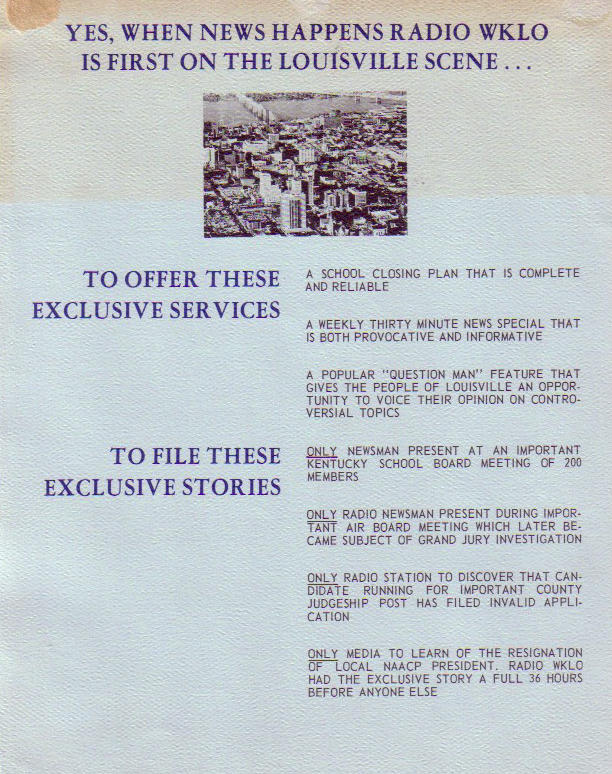 YES, WHEN NEWS HAPPENS RADIO WKLO
IS FIRST ON THE LOUISVILLE SCENE . . .
TO OFFER THESE
EXCLUSIVE SERVICES
A SCHOOL CLOSING PLAN THAT IS COMPLETE
AND RELIABLE
A WEEKLY THIRTY MINUTE NEWS SPECIAL THAT
IS BOTH PROVOCATIVE AND INFORMATIVE
A POPULAR "QUESTION MAN" FEATURE THAT
GIVES THE PEOPLE OF LOUISVILLE AN OPPOR-
TUNITY TO VOICE THEIR OPINION ON CONTRO-
VERSIAL TOPICS
TO FILE THESE
EXCLUSIVE STORIES
ONLY NEWSMAN PRESENT AT AN IMPORTANT
KENTUCKY SCHOOL BOARD MEETING OF 200
MEMBERS
ONLY RADIO NEWSMAN PRESENT DURING IMPOR-
TANT AIR BOARD MEETING WHICH LATER BE-
CAME SUBJECT OF GRAND JURY INVESTIGATION
ONLY RADIO STATION TO DISCOVER THAT CAN-
DIDATE RUNNING FOR IMPORTANT COUNTY
JUDGESHIP POST HAS FILED INVALID APPLI-
CATION
ONLY MEDIA TO LEARN OF THE RESIGNATION
OF LOCAL NAACP PRESIDENT. RADIO WKLO
HAD THE EXCLUSIVE STORY A FULL 36 HOURS
BEFORE ANYONE ELSE